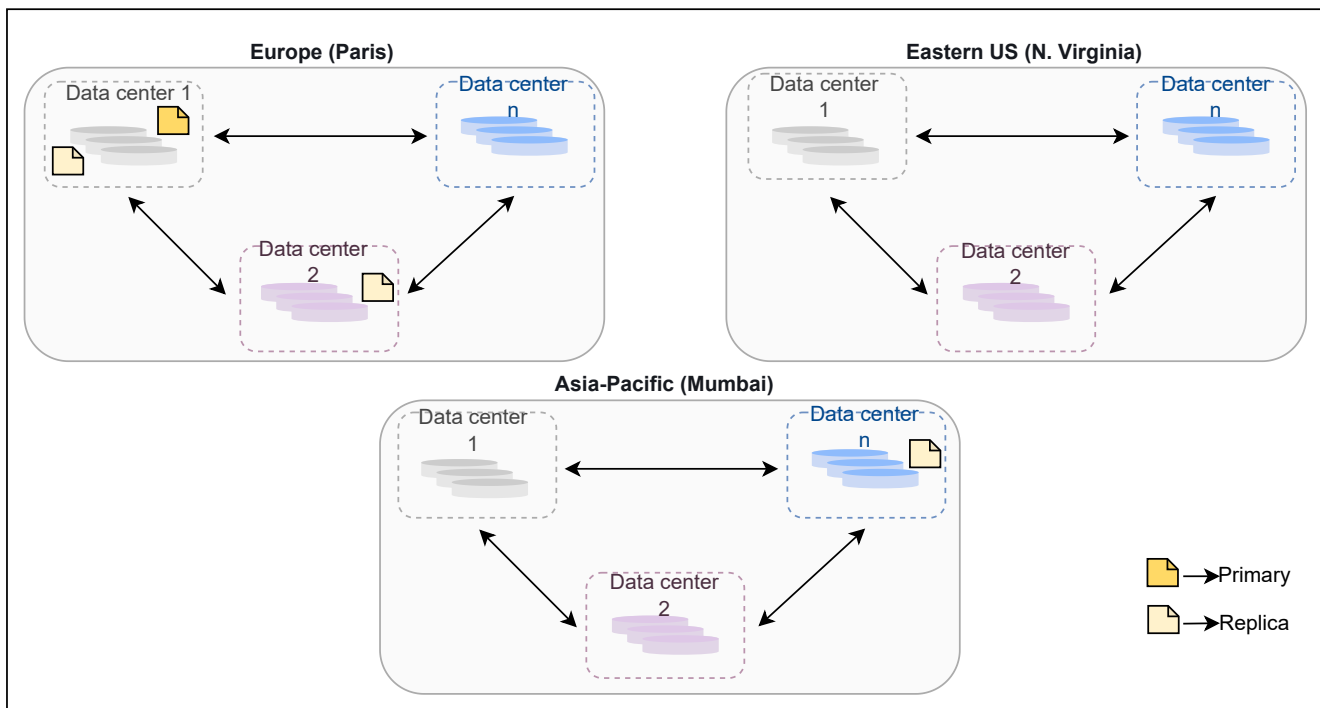 Europe (Paris)
Data center 1
Data center
n
Data center
2
Eastern US (N. Virginia)
Data center
1
Data center
n
Data center
2
Asia-Pacific (Mumbai)
Data center
1
Data center
n
Data center
2
Primary
Replica